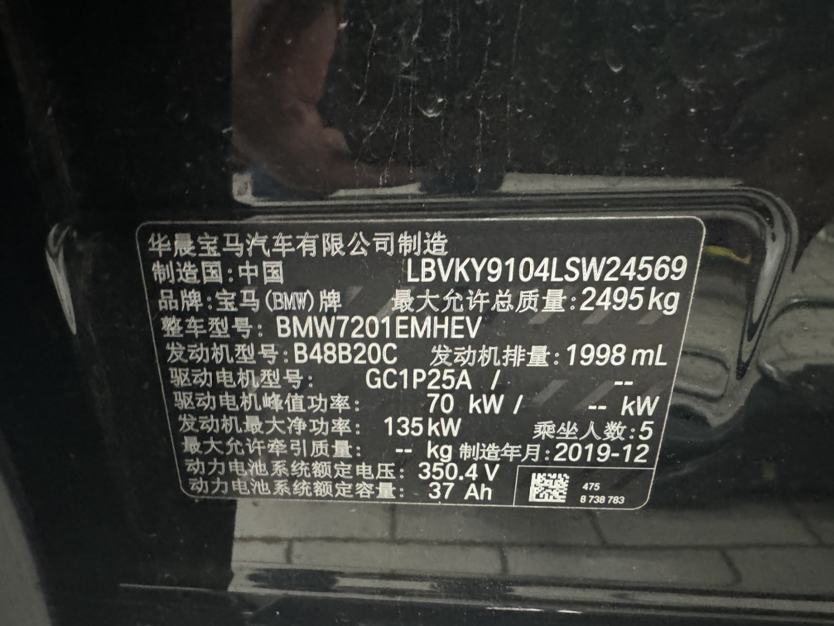 华晨宝马汽车有限公司制造
制造国:中国 LBVKY9104LSW24569
品牌:宝马(BMW)牌 最大允许总质量:2495kg
整车型号: BMW7201EMHEV
发动机型号:B48B20C 发动机排量:1998 mL
驱动电机型号: GC1P25A / --
驱动电机峰值功率: 70 kW / -- kW
发动机最大净功率: 135kW 乘坐人数:5
最大允许牵引质量: -- kg 制造年月:2019-12
动力电池系统额定电压: 350.4 V
动力电池系统额定容量: 37 Ah
475
8 738 783